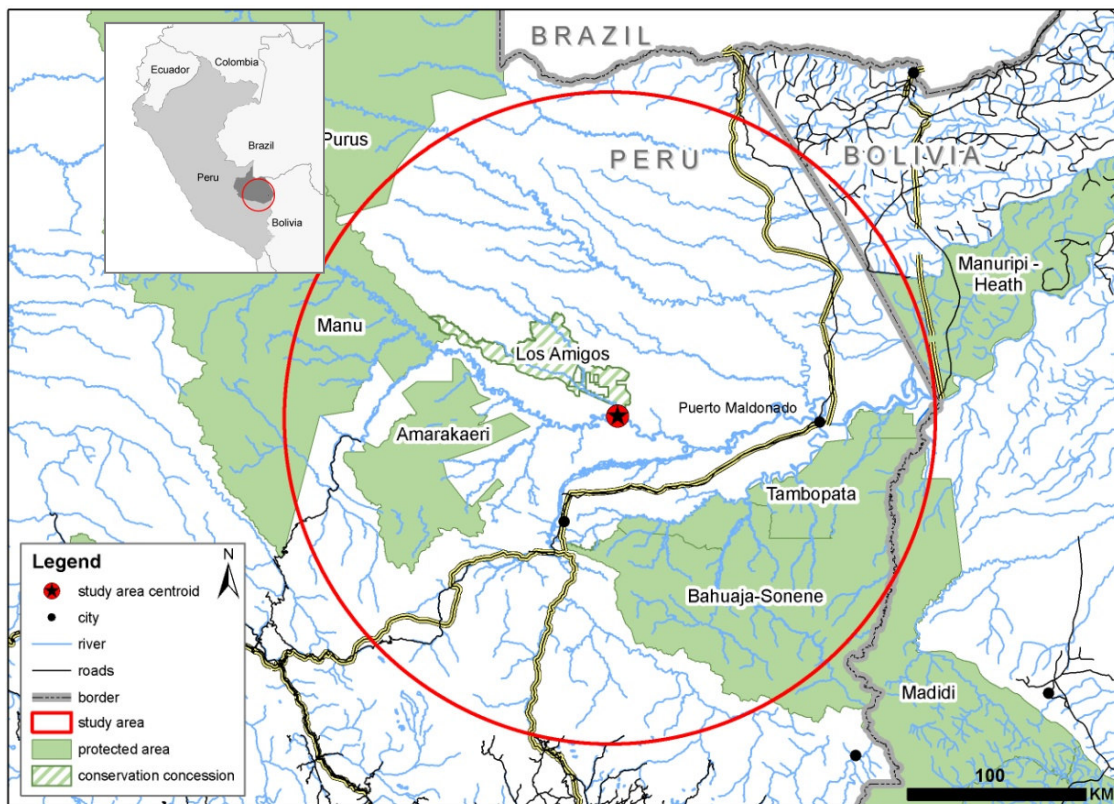 BRAZIL
Ecuador
Colombia
Brazil
Peru
Bolivia
Purus
PERU
BOLIVIA
Manuripi -
Heath
Manu
Los Amigos
Puerto Maldonado
Amarakaeri
Tambopata
Bahuaja-Sonene
Madidi
Legend
N
study area centroid
city
river
roads
border
study area
protected area
conservation concession
100
KM